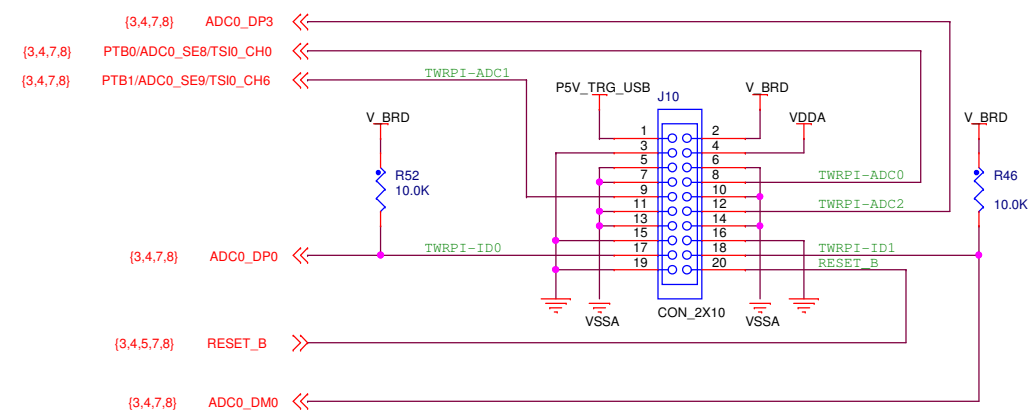 {3,4,7,8} ADC0_DP3
{3,4,7,8} PTB0/ADC0_SE8/TSI0_CH0
{3,4,7,8} PTB1/ADC0_SE9/TSI0_CH6
TWRPI-ADC1
P5V_TRG_USB
J10
V_BRD
V_BRD
VDDA
V_BRD
1 2
3 4
5 6
7 8
9 10
11 12
13 14
15 16
17 18
19 20
R52
10.0K
TWRPI-ADC0
R46
10.0K
TWRPI-ADC2
{3,4,7,8} ADC0_DP0
TWRPI-ID0
TWRPI-ID1
RESET_B
VSSA
CON_2X10
VSSA
{3,4,5,7,8} RESET_B
{3,4,7,8} ADC0_DM0